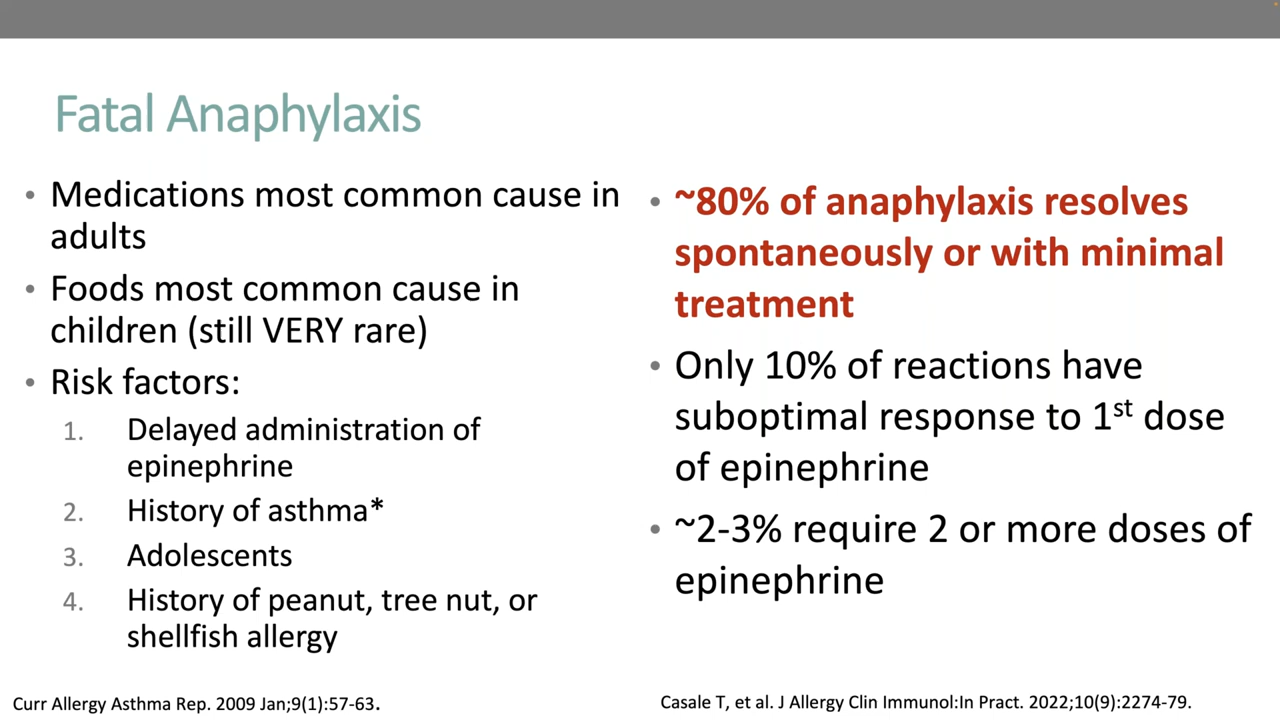 Fatal Anaphylaxis
• Medications most common cause in
adults
• Foods most common cause in
children (still VERY rare)
• Risk factors:
1. Delayed administration of
epinephrine
2. History of asthma*
3. Adolescents
4. History of peanut, tree nut, or
shellfish allergy
Curr Allergy Asthma Rep. 2009 Jan;9(1):57-63.
• ~80% of anaphylaxis resolves
spontaneously or with minimal
treatment
• Only 10% of reactions have
suboptimal response to 1st dose
of epinephrine
• ~2-3% require 2 or more doses of
epinephrine
Casale T, et al. J Allergy Clin Immunol:In Pract. 2022;10(9):2274-79.